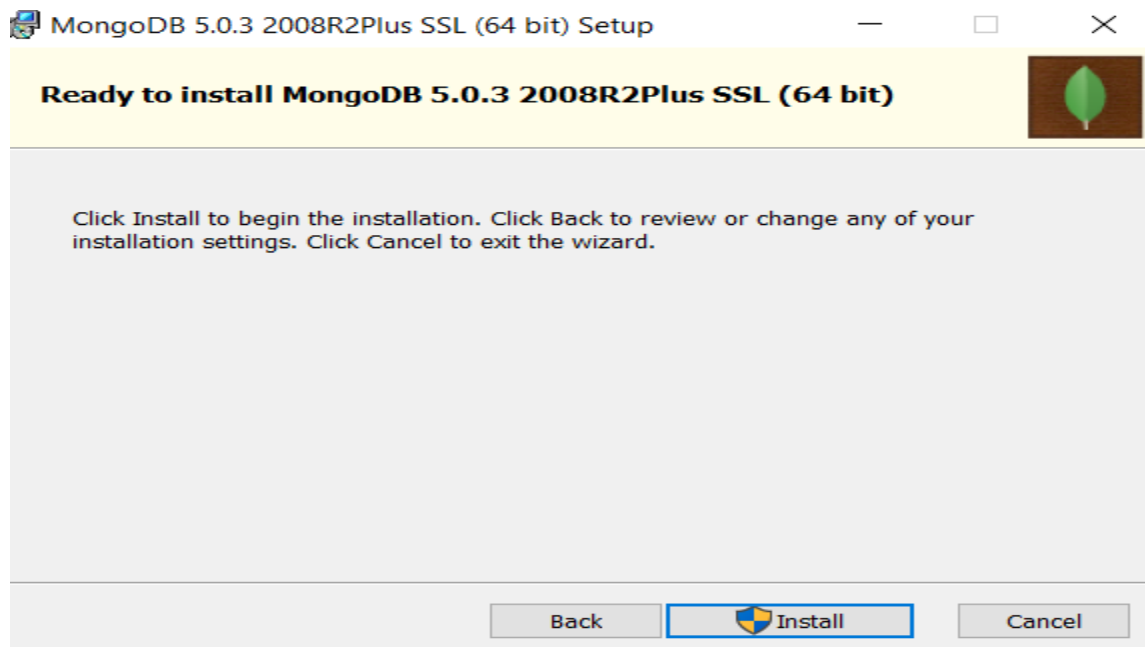 MongoDB 5.0.3 2008R2Plus SSL (64 bit) Setup
Ready to install MongoDB 5.0.3 2008R2Plus SSL (64 bit)
Click Install to begin the installation. Click Back to review or change any of your
installation settings. Click Cancel to exit the wizard.
Back
Install
Cancel